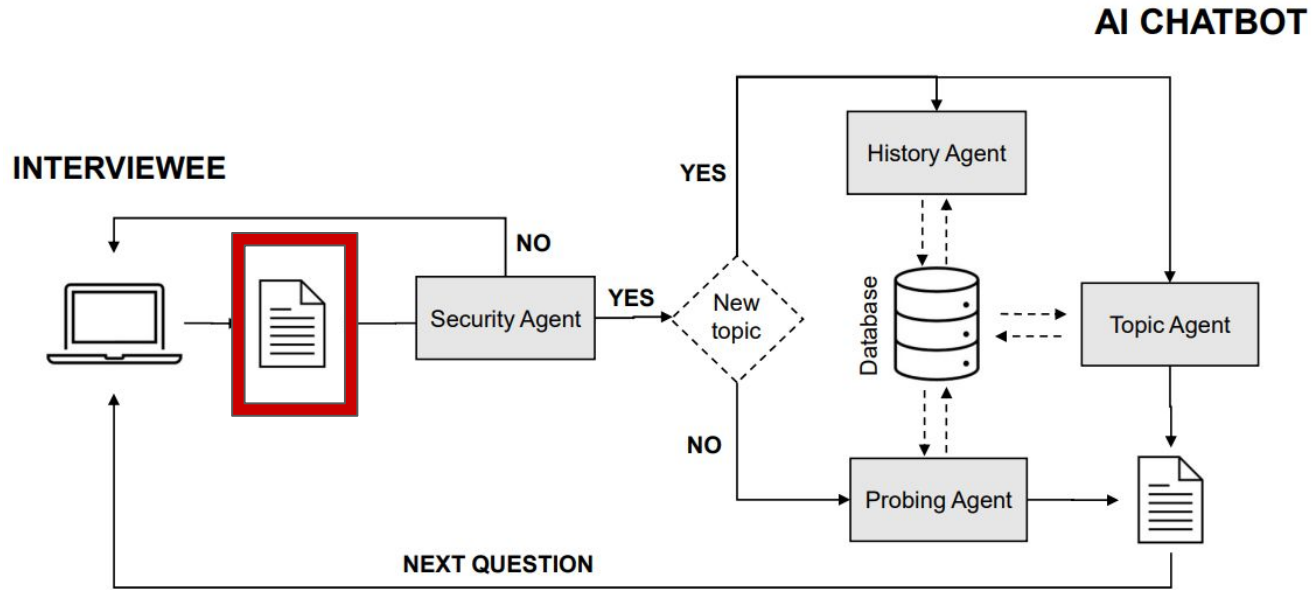 AI CHATBOT
INTERVIEWEE
YES
History Agent
NO
Security Agent
YES
New
topic
Database
Topic Agent
NO
Probing Agent
NEXT QUESTION